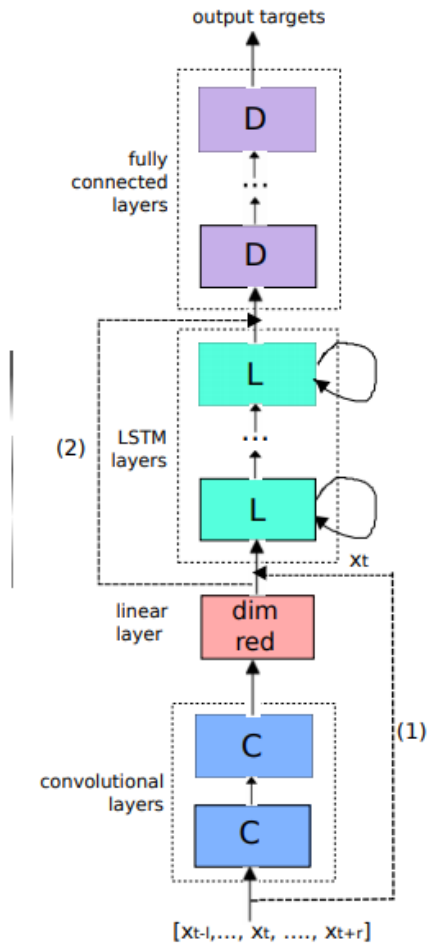 output targets
D
fully
connected
layers
...
D
L
LSTM
layers
...
(2)
L
xt
linear
layer
dim
red
(1)
C
convolutional
layers
C
[xt-l,..., xt, ...., xt+r]